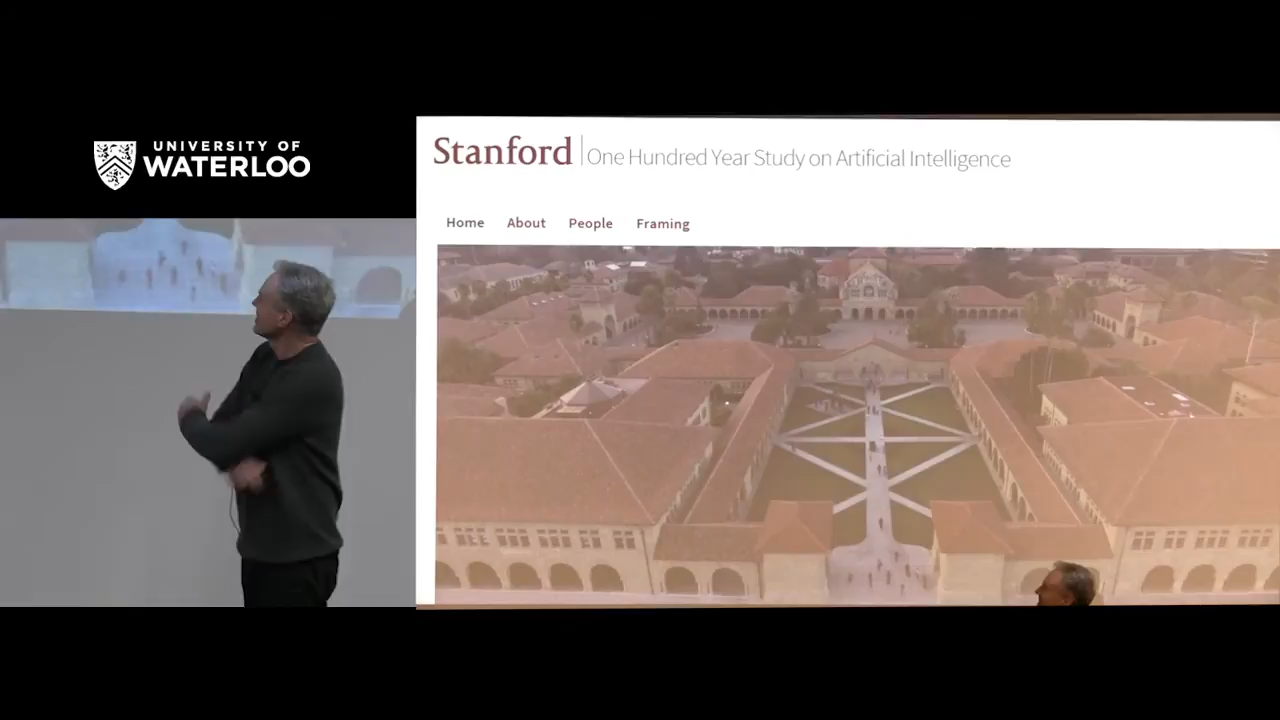 UNIVERSITY OF
WATERLOO
Stanford | One Hundred Year Study on Artificial Intelligence
Home About People Framing